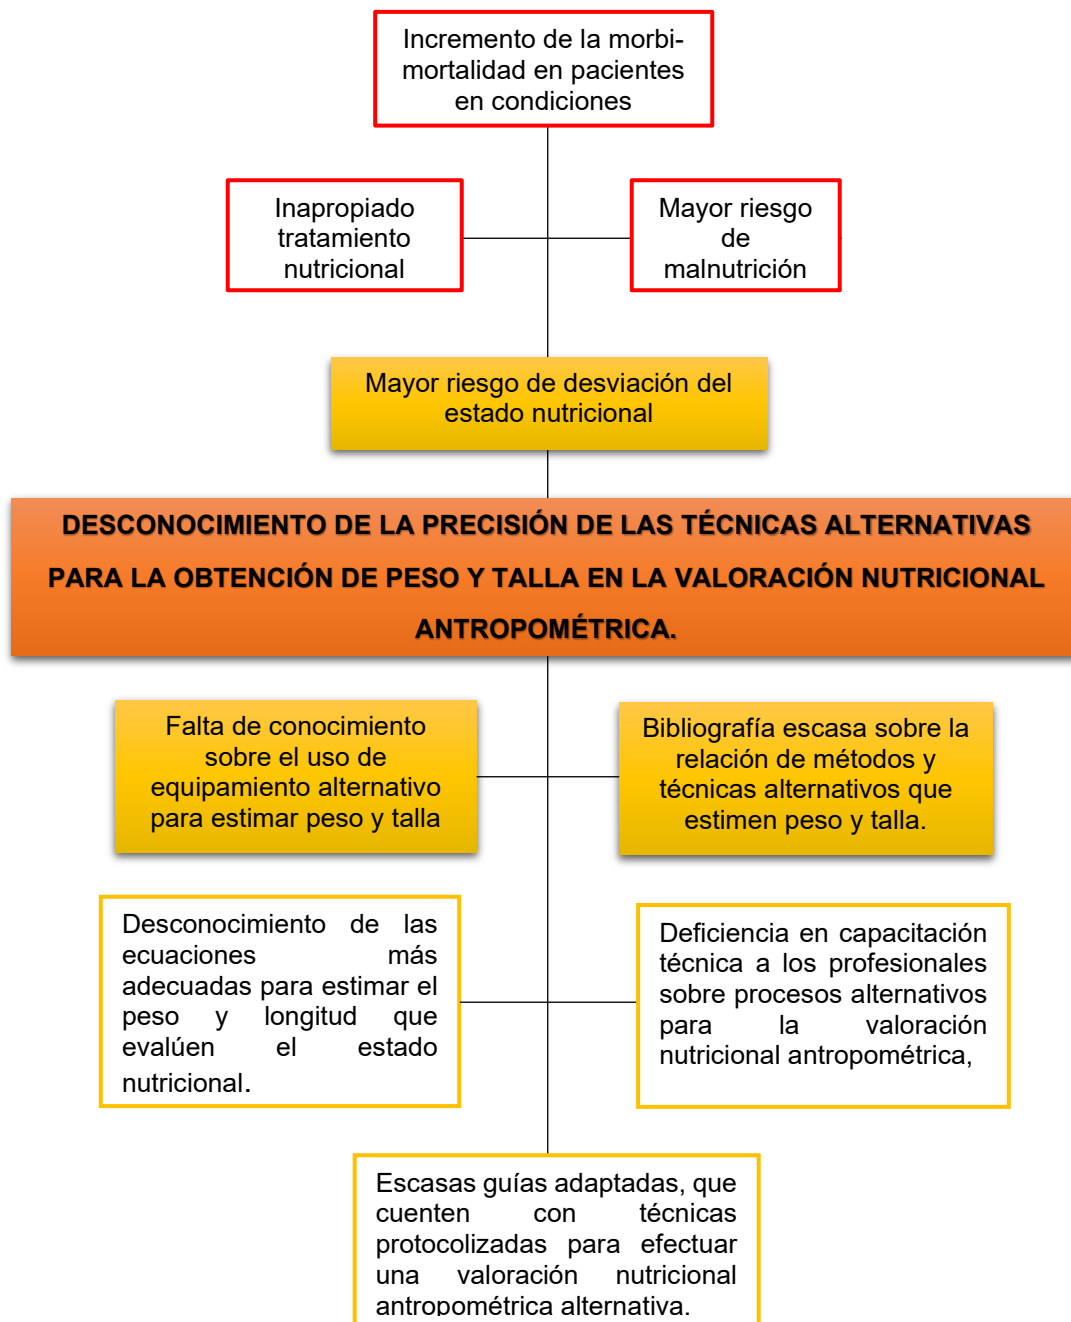 Incremento de la morbi-
mortalidad en pacientes
en condiciones
Inapropiado
tratamiento
nutricional
Mayor riesgo
de
malnutrición
Mayor riesgo de desviación del
estado nutricional
DESCONOCIMIENTO DE LA PRECISIÓN DE LAS TÉCNICAS ALTERNATIVAS
PARA LA OBTENCIÓN DE PESO Y TALLA EN LA VALORACIÓN NUTRICIONAL
ANTROPOMÉTRICA.
Falta de conocimiento
sobre el uso de
equipamiento alternativo
para estimar peso y talla
Bibliografía escasa sobre la
relación de métodos y
técnicas alternativos que
estimen peso y talla.
Desconocimiento de las
ecuaciones más
adecuadas para estimar el
peso y longitud que
evalúen el estado
nutricional.
Deficiencia en capacitación
técnica a los profesionales
sobre procesos alternativos
para la valoración
nutricional antropométrica,
Escasas guías adaptadas, que
cuenten con técnicas
protocolizadas para efectuar
una valoración nutricional
antropométrica alternativa.